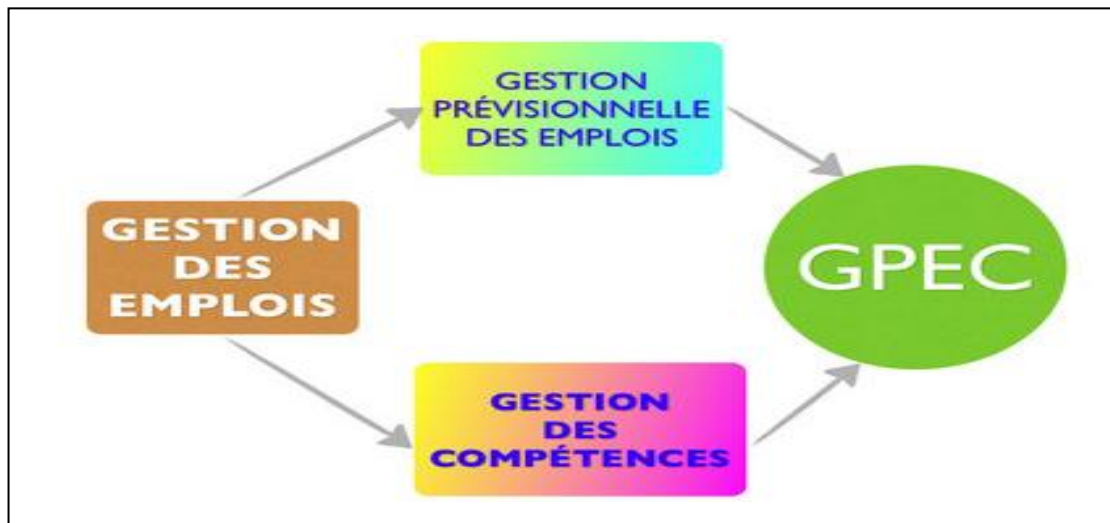 GESTION
PRÉVISIONNELLE
DES EMPLOIS
GESTION
DES
EMPLOIS
GPEC
GESTION
DES
COMPÉTENCES